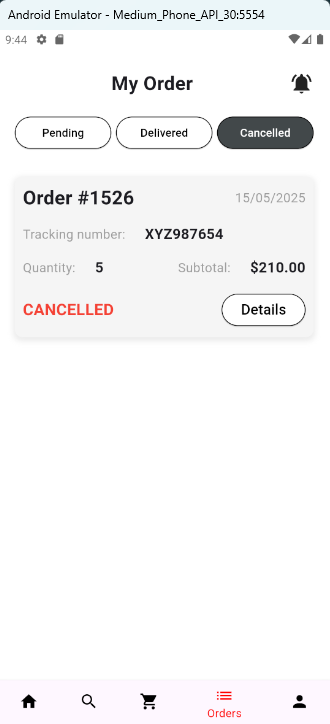 Android Emulator - Medium_Phone_API_30:5554
9:44
My Order
Pending Delivered Cancelled
Order #1526 15/05/2025
Tracking number: XYZ987654
Quantity: 5 Subtotal: $210.00
CANCELLED Details
Orders